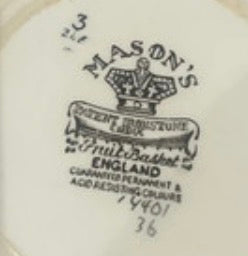 3
MASON'S
PATENT IRONSTONE
CHINA
Fruit Basket
ENGLAND
GUARANTEED PERMANENT &
ACID RESISTING COLOURS
14401
36